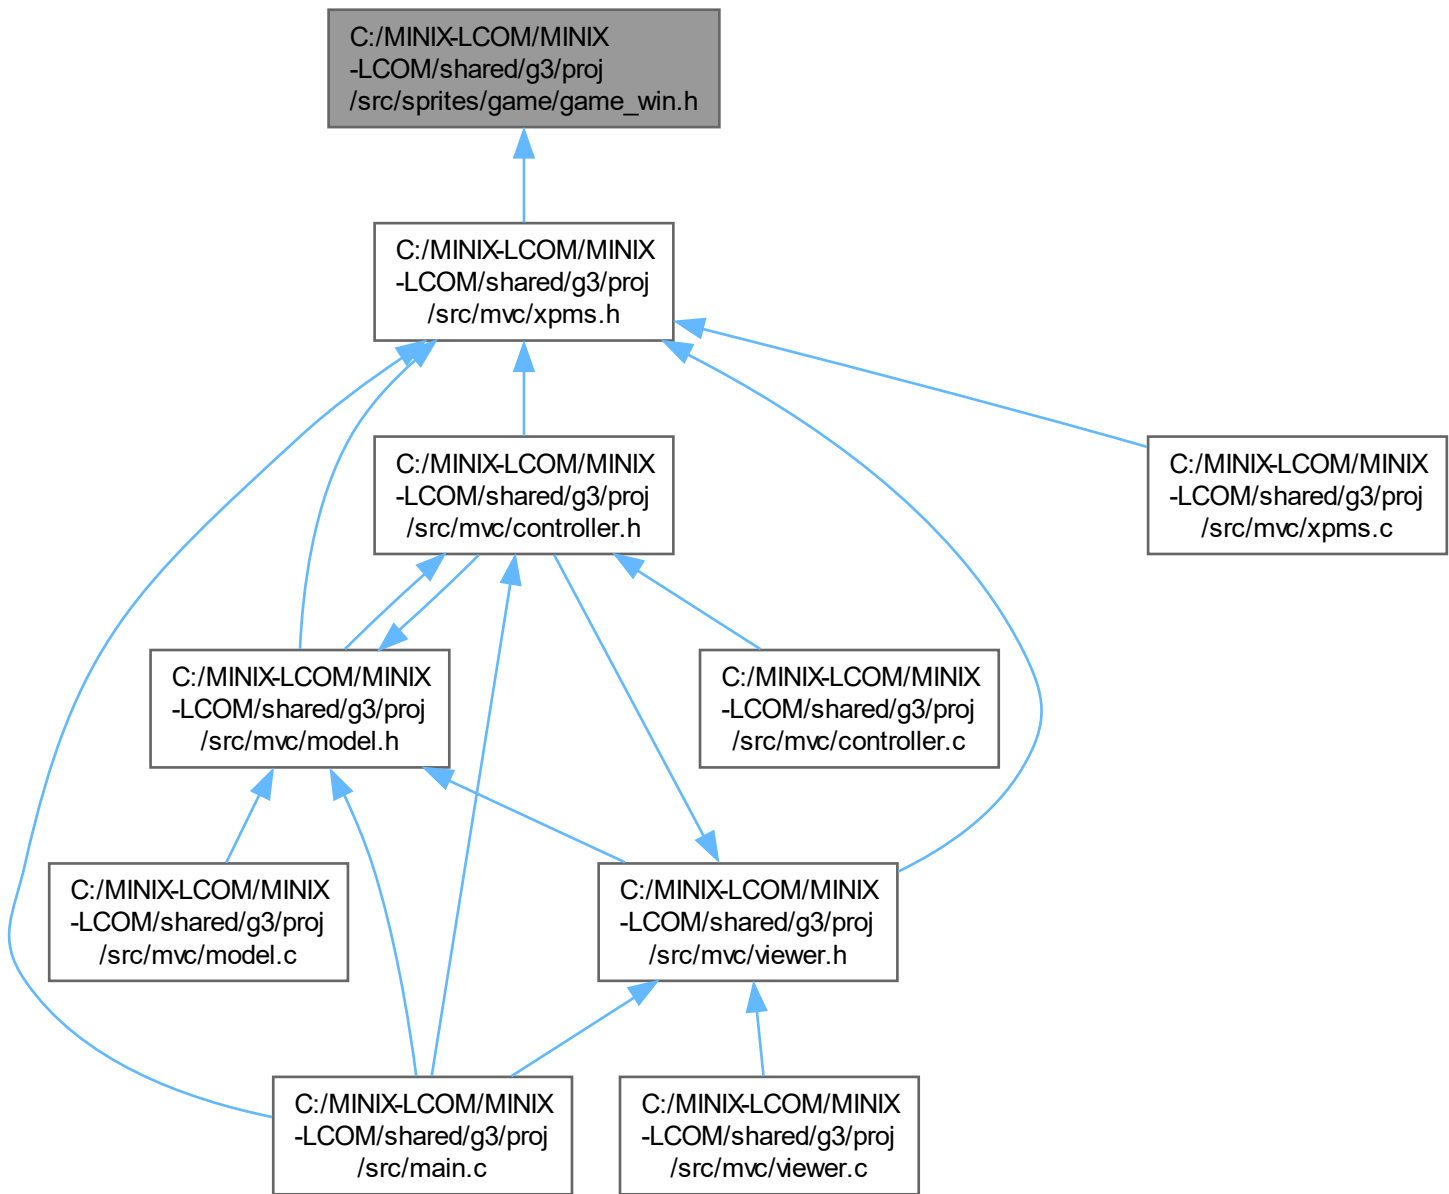 C:/MINIX-LCOM/MINIX
-LCOM/shared/g3/proj
/src/sprites/game/game_win.h
C:/MINIX-LCOM/MINIX
-LCOM/shared/g3/proj
/src/mvc/xpms.h
C:/MINIX-LCOM/MINIX
-LCOM/shared/g3/proj
/src/mvc/controller.h
C:/MINIX-LCOM/MINIX
-LCOM/shared/g3/proj
/src/mvc/xpms.c
C:/MINIX-LCOM/MINIX
-LCOM/shared/g3/proj
/src/mvc/model.h
C:/MINIX-LCOM/MINIX
-LCOM/shared/g3/proj
/src/mvc/controller.c
C:/MINIX-LCOM/MINIX
-LCOM/shared/g3/proj
/src/mvc/model.c
C:/MINIX-LCOM/MINIX
-LCOM/shared/g3/proj
/src/mvc/viewer.h
C:/MINIX-LCOM/MINIX
-LCOM/shared/g3/proj
/src/main.c
C:/MINIX-LCOM/MINIX
-LCOM/shared/g3/proj
/src/mvc/viewer.c